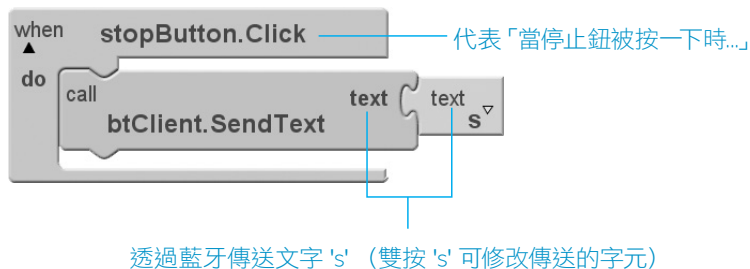 when stopButton.Click
代表「當停止鈕被按一下時...」
do
call text text
btClient.SendText s
透過藍牙傳送文字 's' （雙按 's' 可修改傳送的字元）